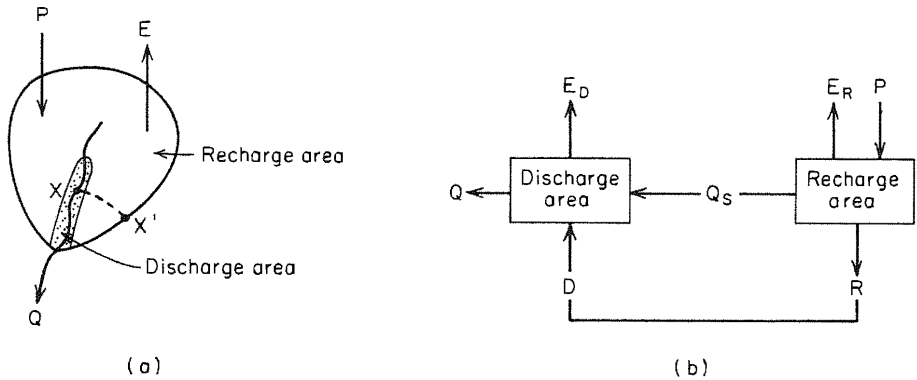 P
E
Recharge area
X
X'
Discharge area
Q
(a)
E_D
E_R
P
Q
Discharge
area
Q_S
Recharge
area
D
R
(b)